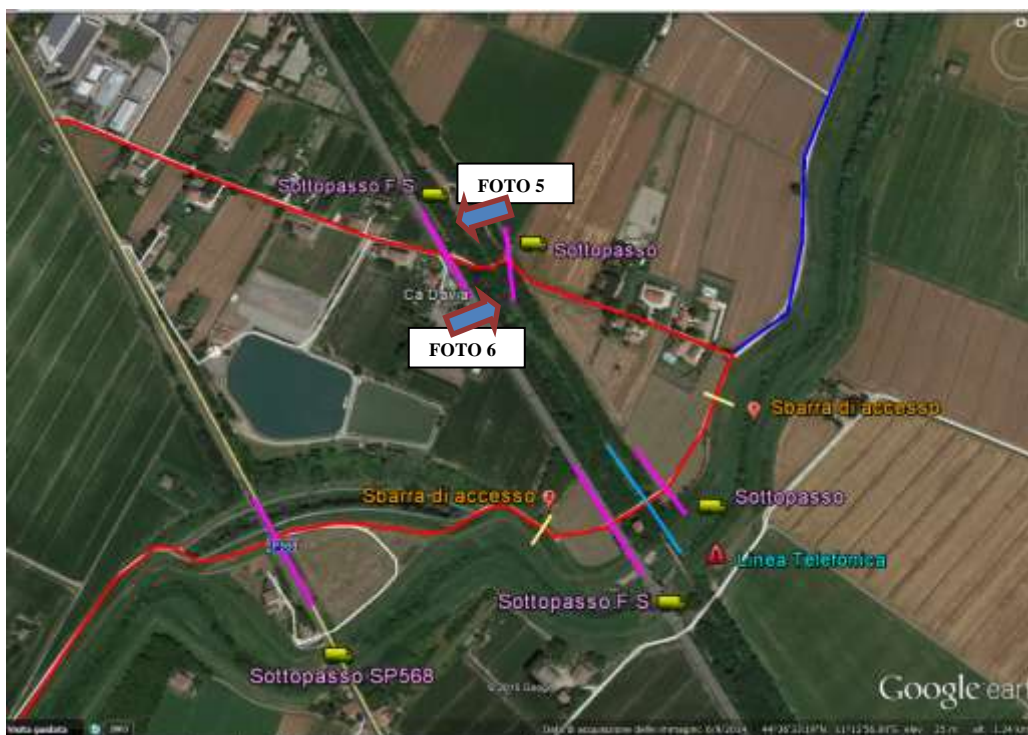 Sottopasso F S
FOTO 5
Sottopasso
Ca Davia
FOTO 6
Sbarra di accesso
Sbarra di accesso
Sottopasso
Linea Telefonica
Sottopasso F S
Sottopasso SP568
Google ear